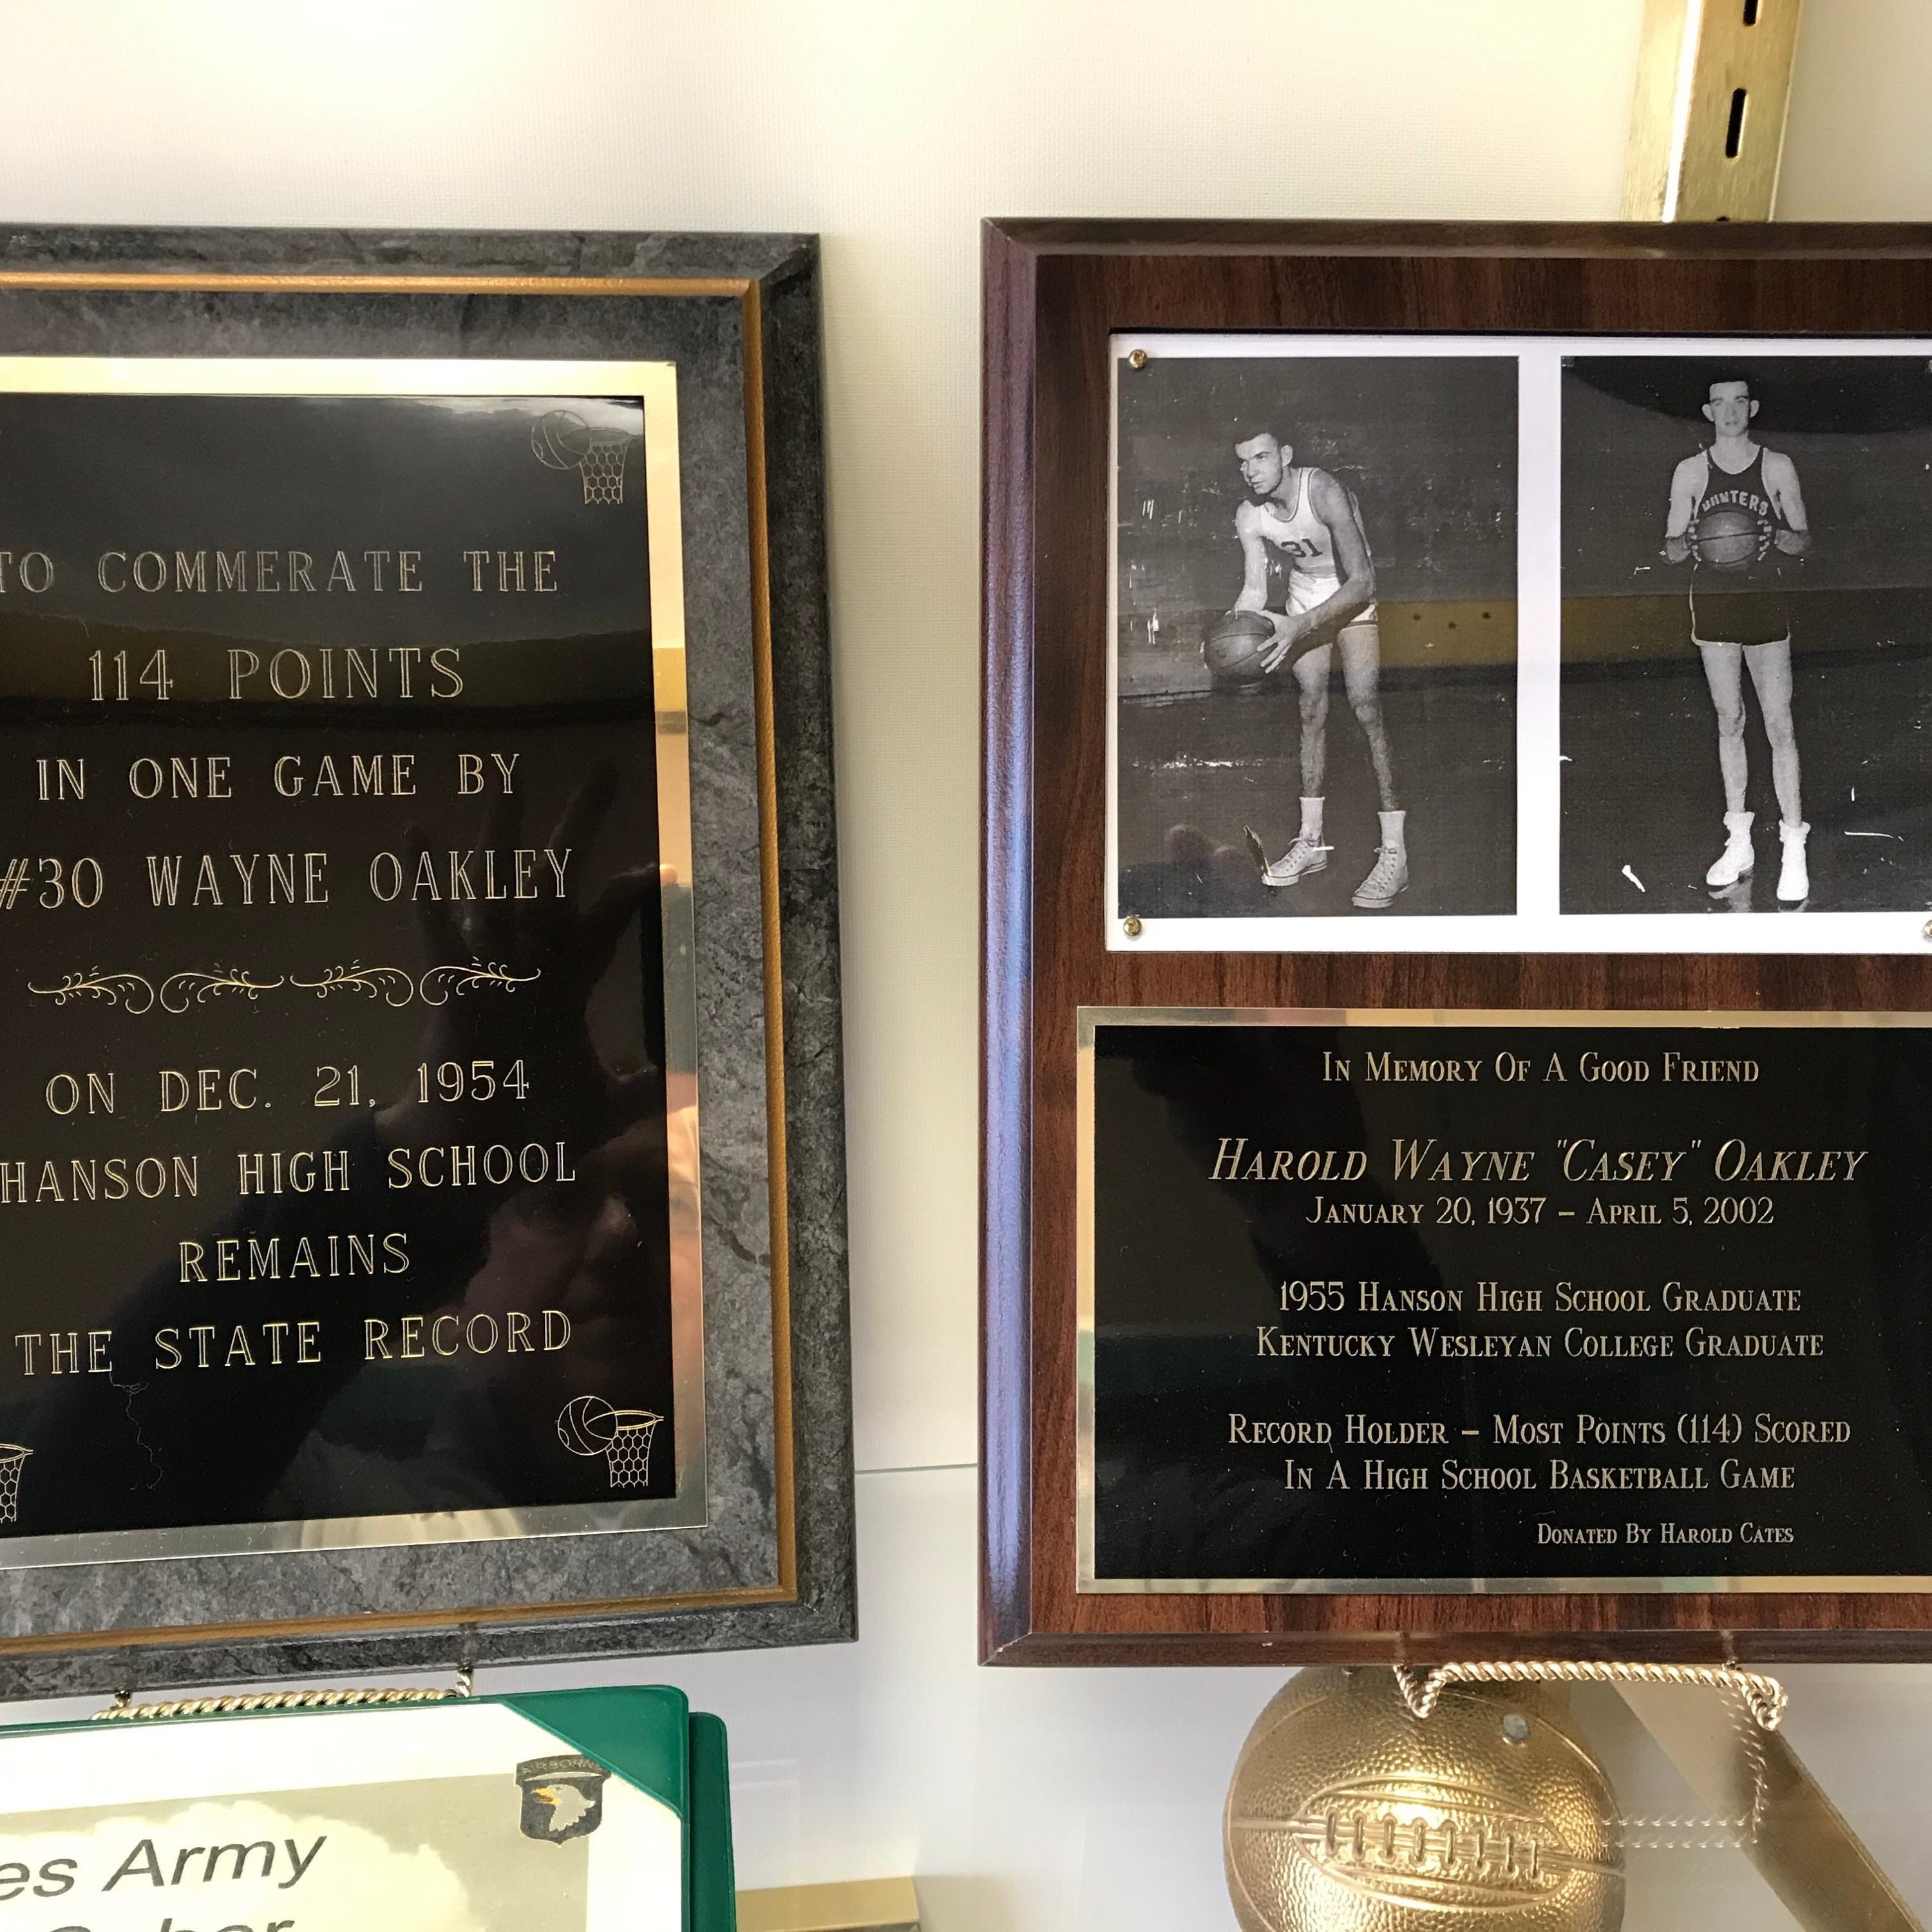 TO COMMERATE THE
114 POINTS
IN ONE GAME BY
#30 WAYNE OAKLEY
ON DEC. 21, 1954
HANSON HIGH SCHOOL
REMAINS
THE STATE RECORD
31
UNTERS
IN MEMORY OF A GOOD FRIEND
HAROLD WAYNE "CASEY" OAKLEY
JANUARY 20, 1937 – APRIL 5, 2002
1955 HANSON HIGH SCHOOL GRADUATE
KENTUCKY WESLEYAN COLLEGE GRADUATE
RECORD HOLDER – MOST POINTS (114) SCORED
IN A HIGH SCHOOL BASKETBALL GAME
DONATED BY HAROLD CATES
AIRBORNE
es Army